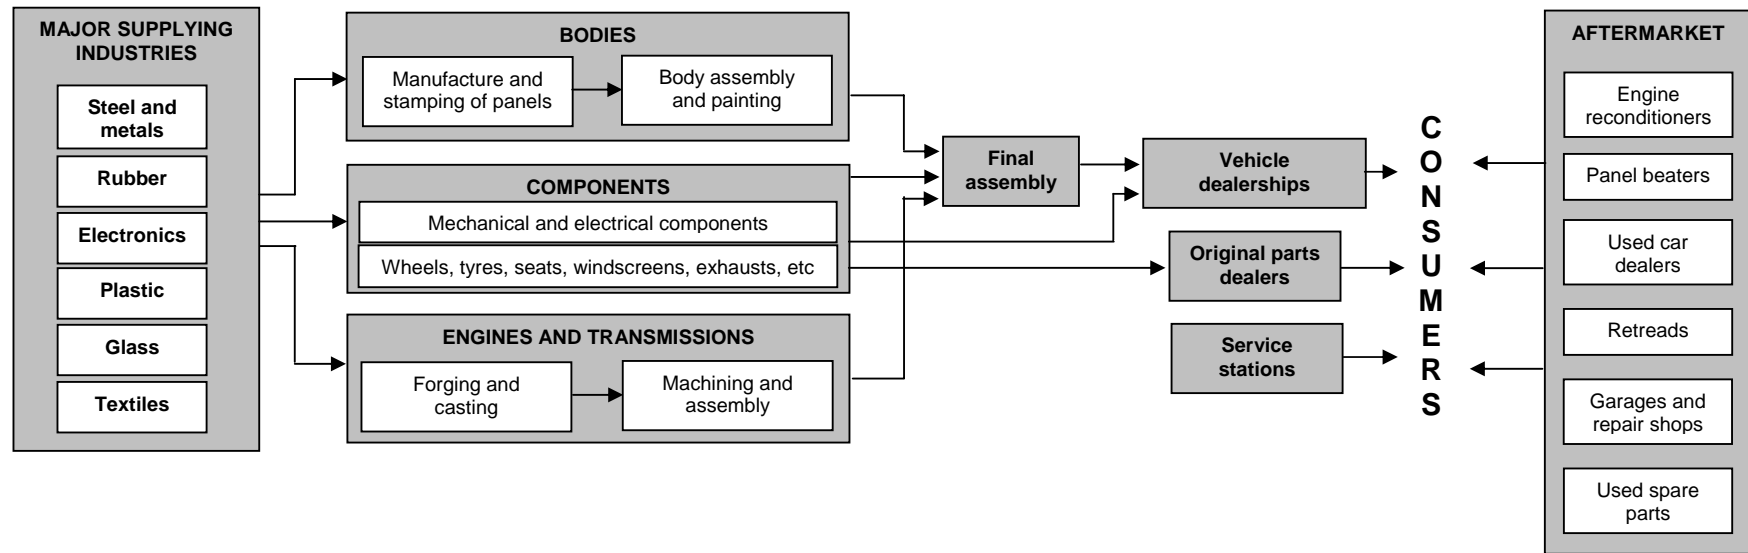 MAJOR SUPPLYING
INDUSTRIES
Steel and
metals
Rubber
Electronics
Plastic
Glass
Textiles
BODIES
Manufacture and
stamping of panels
Body assembly
and painting
COMPONENTS
Mechanical and electrical components
Wheels, tyres, seats, windscreens, exhausts, etc
ENGINES AND TRANSMISSIONS
Forging and
casting
Machining and
assembly
Final
assembly
Vehicle
dealerships
Original parts
dealers
Service
stations
C
O
N
S
U
M
E
R
S
AFTERMARKET
Engine
reconditioners
Panel beaters
Used car
dealers
Retreads
Garages and
repair shops
Used spare
parts